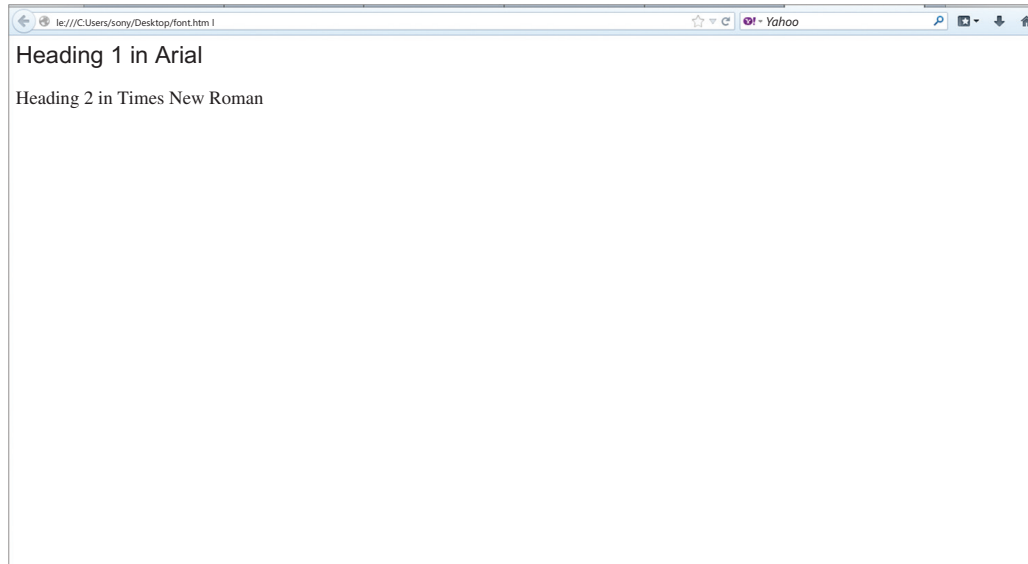 le:///C:Users/sony/Desktop/font.htm l
Y! - Yahoo
Heading 1 in Arial
Heading 2 in Times New Roman